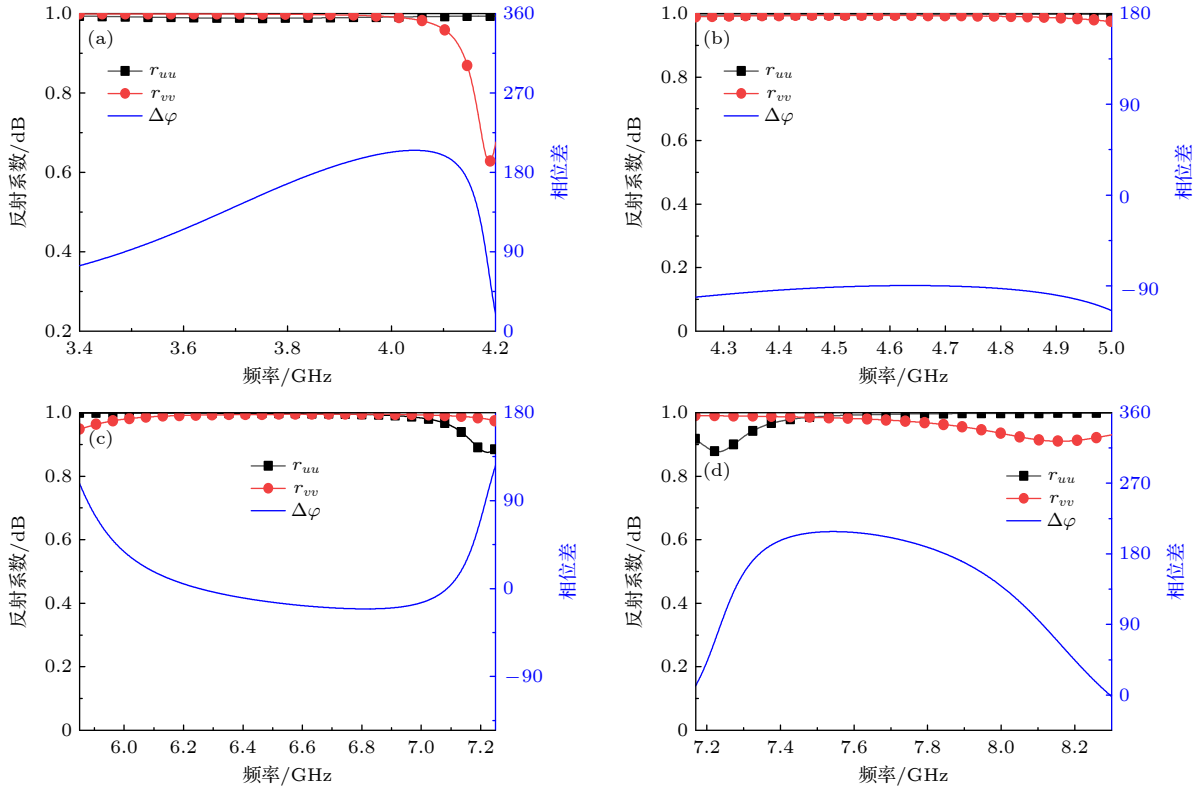 (a)
r_uu
r_vv
Δφ
1.0
0.8
0.6
0.4
0.2
360
270
180
90
0
3.4
3.6
3.8
4.0
4.2
反射系数/dB
相位差
频率/GHz
(b)
r_uu
r_vv
Δφ
1.0
0.8
0.6
0.4
0.2
0
180
90
0
−90
4.3
4.4
4.5
4.6
4.7
4.8
4.9
5.0
反射系数/dB
相位差
频率/GHz
(c)
r_uu
r_vv
Δφ
1.0
0.8
0.6
0.4
0.2
0
180
90
0
−90
6.0
6.2
6.4
6.6
6.8
7.0
7.2
反射系数/dB
相位差
频率/GHz
(d)
r_uu
r_vv
Δφ
1.0
0.8
0.6
0.4
0.2
0
360
270
180
90
0
7.2
7.4
7.6
7.8
8.0
8.2
反射系数/dB
相位差
频率/GHz